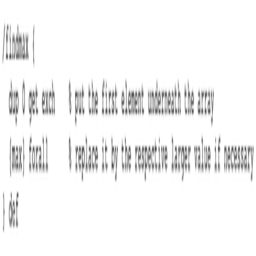 /findmax {
dup 0 get exch % put the first element underneath the array
{max} forall % replace it by the respective larger value if necessary
} def